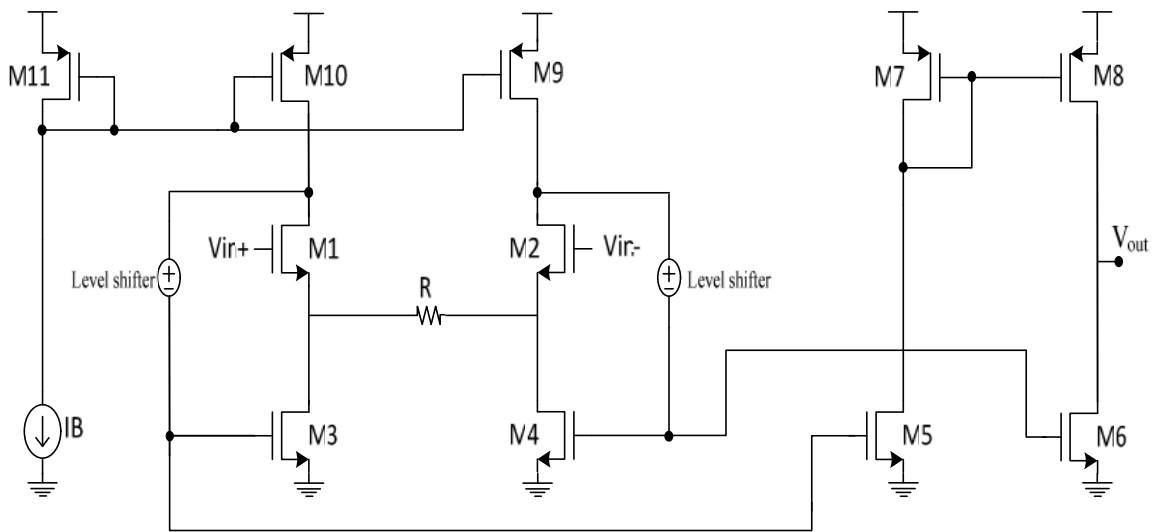 M11
M10
M9
M7
M8
Vin+
M1
M2
Vin-
Vout
Level shifter
R
Level shifter
IB
M3
M4
M5
M6